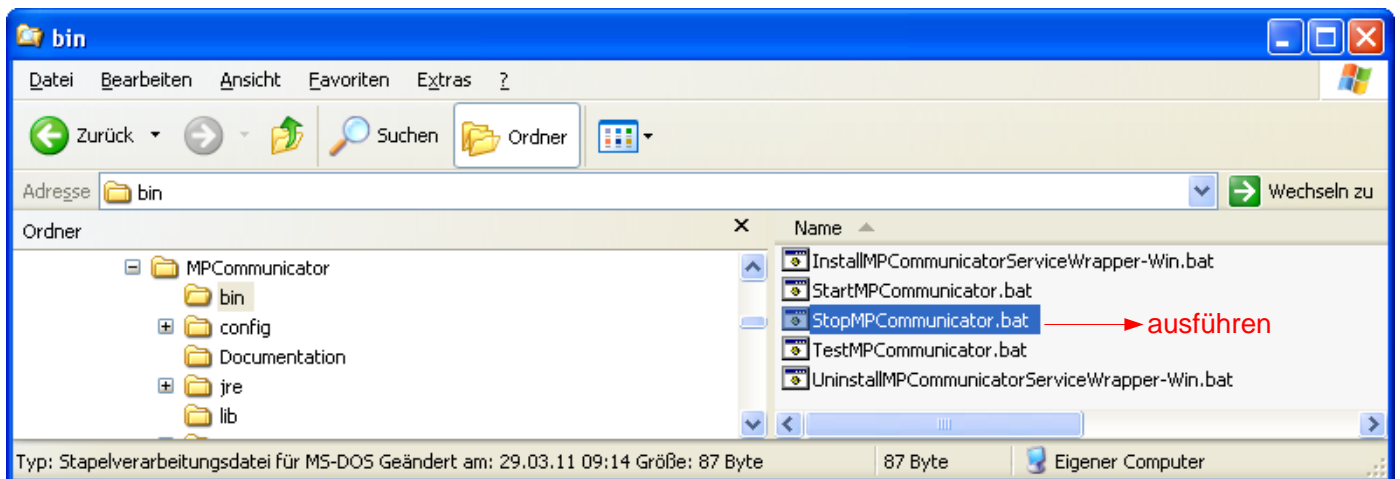 bin
Datei Bearbeiten Ansicht Favoriten Extras ?
Zurück Suchen Ordner
Adresse bin Wechseln zu
Ordner
MPCommunicator
bin
config
Documentation
jre
lib
Name
InstallMPCommunicatorServiceWrapper-Win.bat
StartMPCommunicator.bat
StopMPCommunicator.bat ausführen
TestMPCommunicator.bat
UninstallMPCommunicatorServiceWrapper-Win.bat
Typ: Stapelverarbeitungsdatei für MS-DOS Geändert am: 29.03.11 09:14 Größe: 87 Byte 87 Byte Eigener Computer